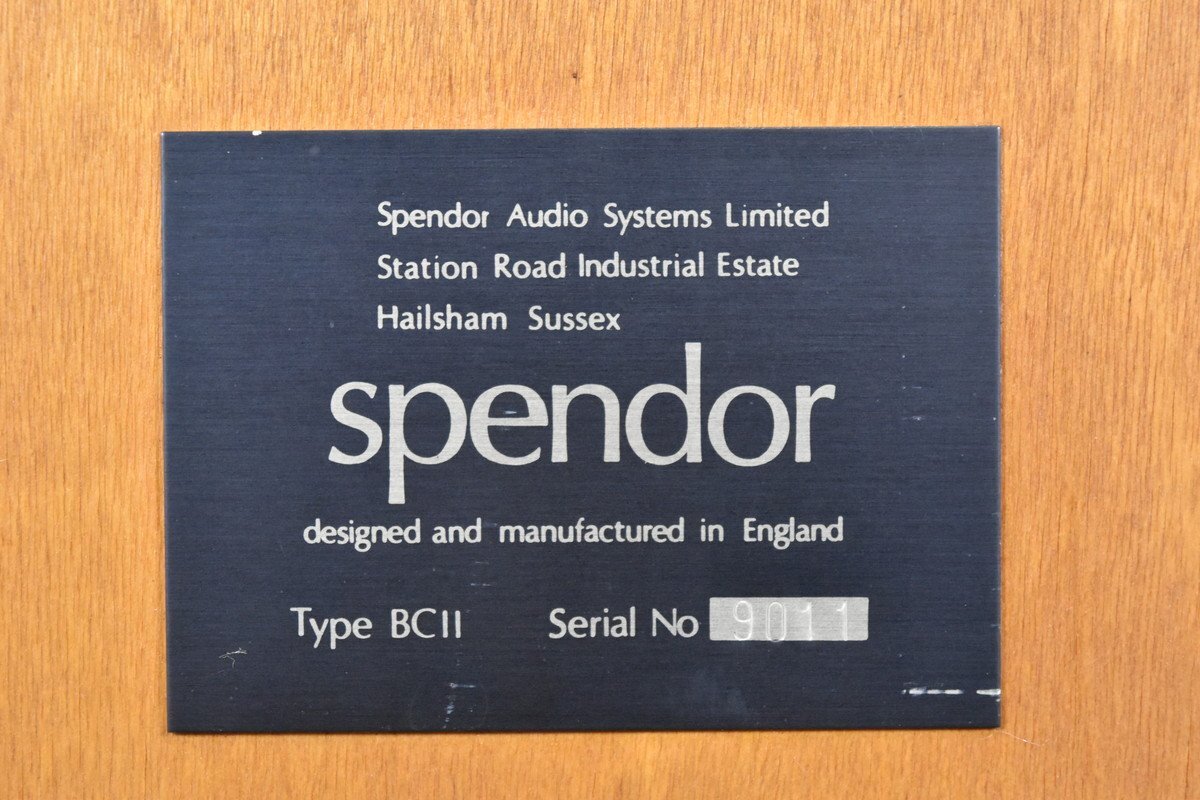 Spendor Audio Systems Limited
Station Road Industrial Estate
Hailsham Sussex
spendor
designed and manufactured in England
Type BCII Serial No 9011